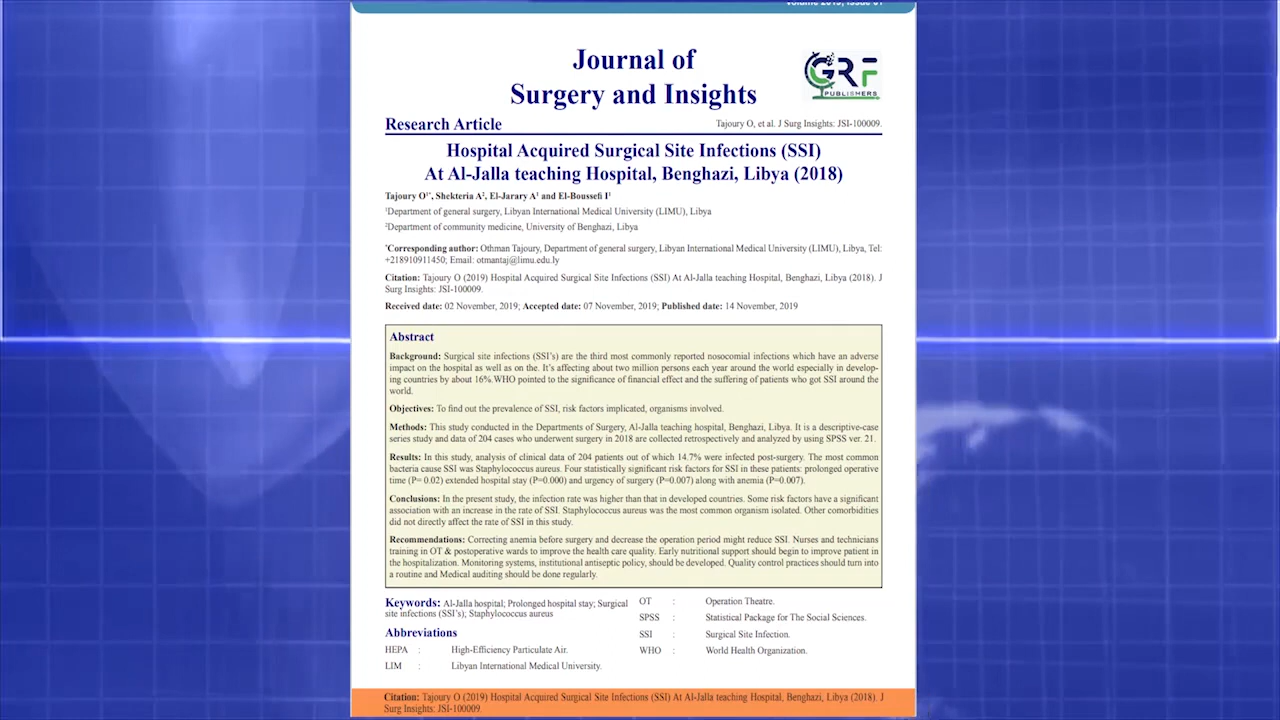 Volume 2019, Issue 01
Journal of
Surgery and Insights
GRF
PUBLISHERS
Research Article
Tajoury O, et al. J Surg Insights: JSI-100009.
Hospital Acquired Surgical Site Infections (SSI)
At Al-Jalla teaching Hospital, Benghazi, Libya (2018)
Tajoury O1*, Shekteria A2, El-Jarary A1 and El-Boussefi I1
1Department of general surgery, Libyan International Medical University (LIMU), Libya
2Department of community medicine, University of Benghazi, Libya
*Corresponding author: Othman Tajoury, Department of general surgery, Libyan International Medical University (LIMU), Libya, Tel:
+218910911450; Email: otmantaj@limu.edu.ly
Citation: Tajoury O (2019) Hospital Acquired Surgical Site Infections (SSI) At Al-Jalla teaching Hospital, Benghazi, Libya (2018). J
Surg Insights: JSI-100009.
Received date: 02 November, 2019; Accepted date: 07 November, 2019; Published date: 14 November, 2019
Abstract
Background: Surgical site infections (SSI's) are the third most commonly reported nosocomial infections which have an adverse
impact on the hospital as well as on the. It's affecting about two million persons each year around the world especially in develop-
ing countries by about 16%.WHO pointed to the significance of financial effect and the suffering of patients who got SSI around the
world.
Objectives: To find out the prevalence of SSI, risk factors implicated, organisms involved.
Methods: This study conducted in the Departments of Surgery, Al-Jalla teaching hospital, Benghazi, Libya. It is a descriptive-case
series study and data of 204 cases who underwent surgery in 2018 are collected retrospectively and analyzed by using SPSS ver. 21.
Results: In this study, analysis of clinical data of 204 patients out of which 14.7% were infected post-surgery. The most common
bacteria cause SSI was Staphylococcus aureus. Four statistically significant risk factors for SSI in these patients: prolonged operative
time (P= 0.02) extended hospital stay (P=0.000) and urgency of surgery (P=0.007) along with anemia (P=0.007).
Conclusions: In the present study, the infection rate was higher than that in developed countries. Some risk factors have a significant
association with an increase in the rate of SSI. Staphylococcus aureus was the most common organism isolated. Other comorbidities
did not directly affect the rate of SSI in this study.
Recommendations: Correcting anemia before surgery and decrease the operation period might reduce SSI. Nurses and technicians
training in OT & postoperative wards to improve the health care quality. Early nutritional support should begin to improve patient in
the hospitalization. Monitoring systems, institutional antiseptic policy, should be developed. Quality control practices should turn into
a routine and Medical auditing should be done regularly.
Keywords: Al-Jalla hospital; Prolonged hospital stay; Surgical
site infections (SSI's); Staphylococcus aureus
Abbreviations
HEPA : High-Efficiency Particulate Air.
LIM : Libyan International Medical University.
OT : Operation Theatre.
SPSS : Statistical Package for The Social Sciences.
SSI : Surgical Site Infection.
WHO : World Health Organization.
Citation: Tajoury O (2019) Hospital Acquired Surgical Site Infections (SSI) At Al-Jalla teaching Hospital, Benghazi, Libya (2018). J
Surg Insights: JSI-100009.